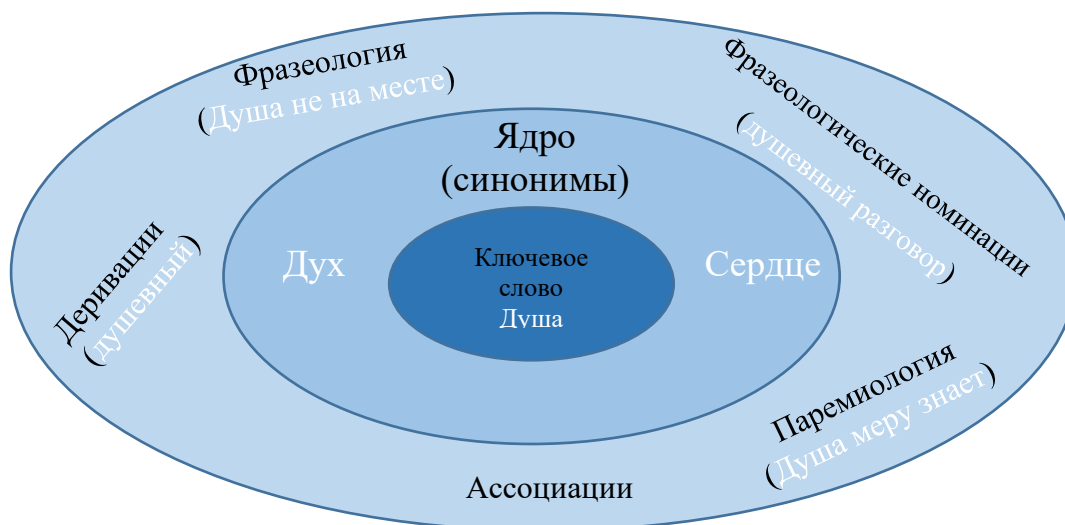 Фразеология
(Душа не на месте)
Фразеологические номинации
(душевный разговор)
Ядро
(синонимы)
Деривации
(душевный)
Дух
Ключевое
слово
Душа
Сердце
Паремиология
(Душа меру знает)
Ассоциации